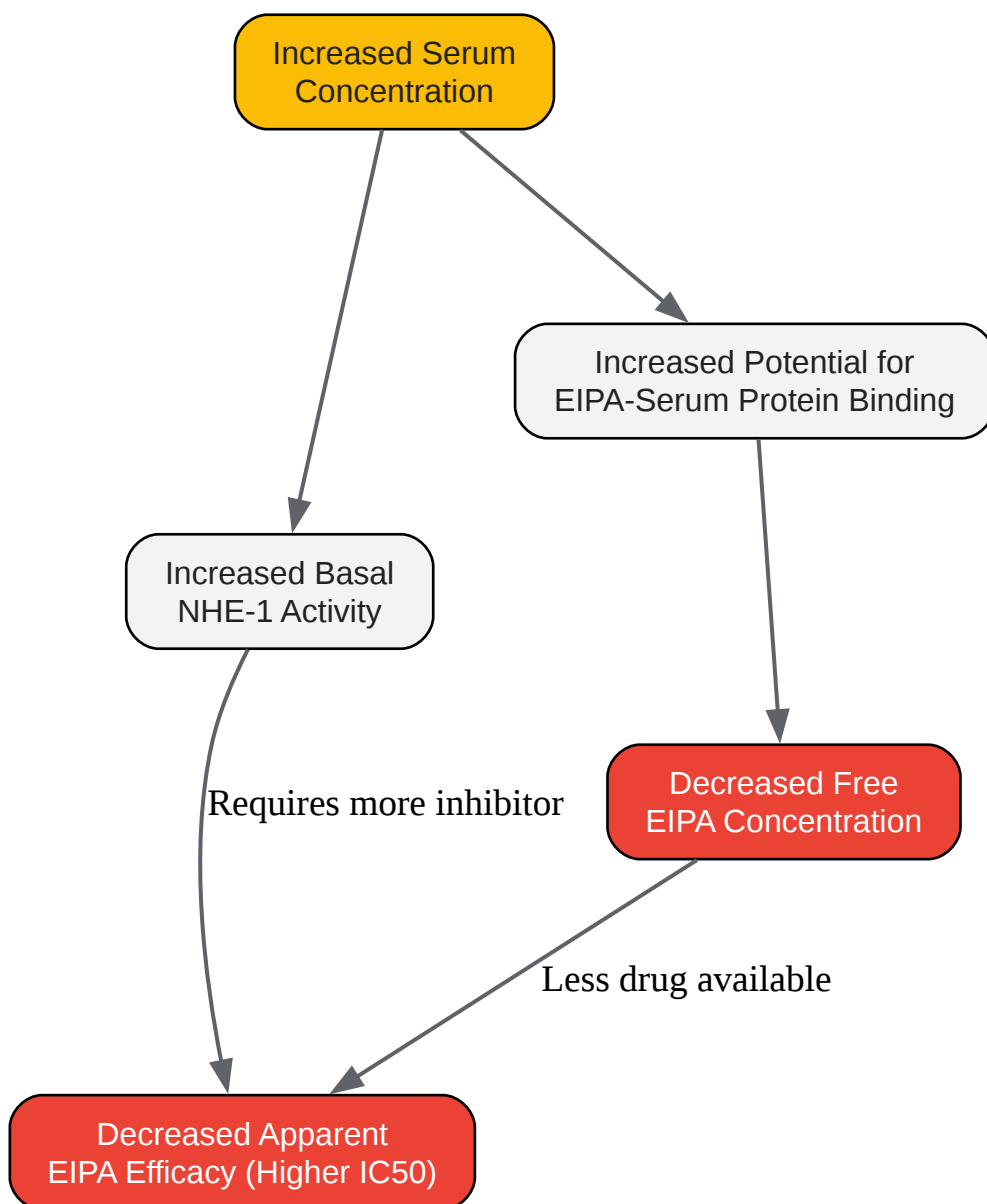 Increased Serum
Concentration
Increased Potential for
EIPA-Serum Protein Binding
Increased Basal
NHE-1 Activity
Decreased Free
EIPA Concentration
Requires more inhibitor
Less drug available
Decreased Apparent
EIPA Efficacy (Higher IC50)